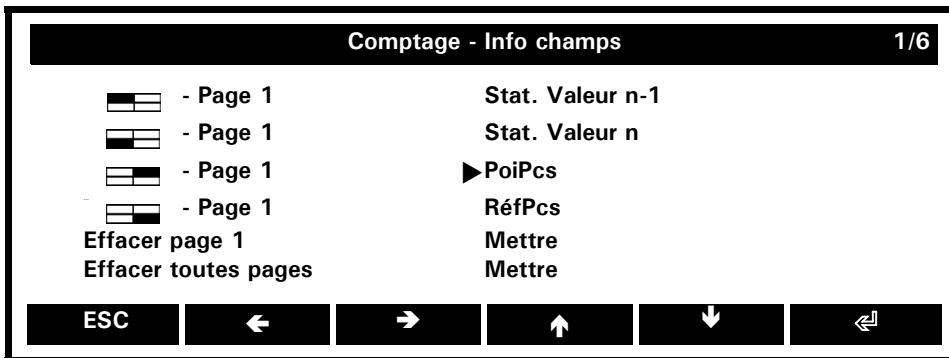 Comptage - Info champs 1/6
- Page 1 Stat. Valeur n-1
- Page 1 Stat. Valeur n
- Page 1 PoiPcs
- Page 1 RéfPcs
Effacer page 1 Mettre
Effacer toutes pages Mettre
ESC